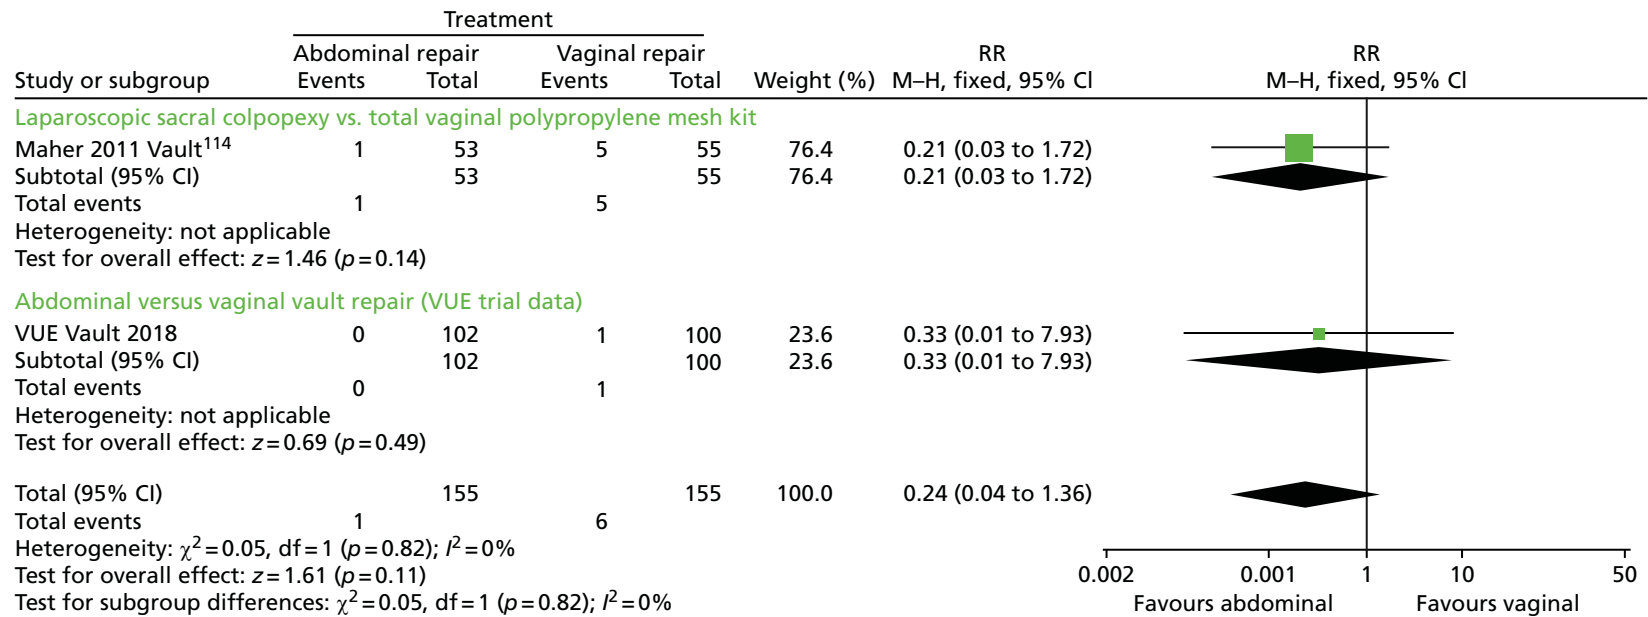 Treatment
Abdominal repair Vaginal repair RR RR
Study or subgroup Events Total Events Total Weight (%) M–H, fixed, 95% CI M–H, fixed, 95% CI
Laparoscopic sacral colpopexy vs. total vaginal polypropylene mesh kit
Maher 2011 Vault¹¹⁴ 1 53 5 55 76.4 0.21 (0.03 to 1.72)
Subtotal (95% CI) 53 55 76.4 0.21 (0.03 to 1.72)
Total events 1 5
Heterogeneity: not applicable
Test for overall effect: z=1.46 (p=0.14)
Abdominal versus vaginal vault repair (VUE trial data)
VUE Vault 2018 0 102 1 100 23.6 0.33 (0.01 to 7.93)
Subtotal (95% CI) 102 100 23.6 0.33 (0.01 to 7.93)
Total events 0 1
Heterogeneity: not applicable
Test for overall effect: z=0.69 (p=0.49)
Total (95% CI) 155 155 100.0 0.24 (0.04 to 1.36)
Total events 1 6
Heterogeneity: χ²=0.05, df=1 (p=0.82); I²=0%
Test for overall effect: z=1.61 (p=0.11)
Test for subgroup differences: χ²=0.05, df=1 (p=0.82); I²=0%
0.002 0.001 1 10 50
Favours abdominal Favours vaginal